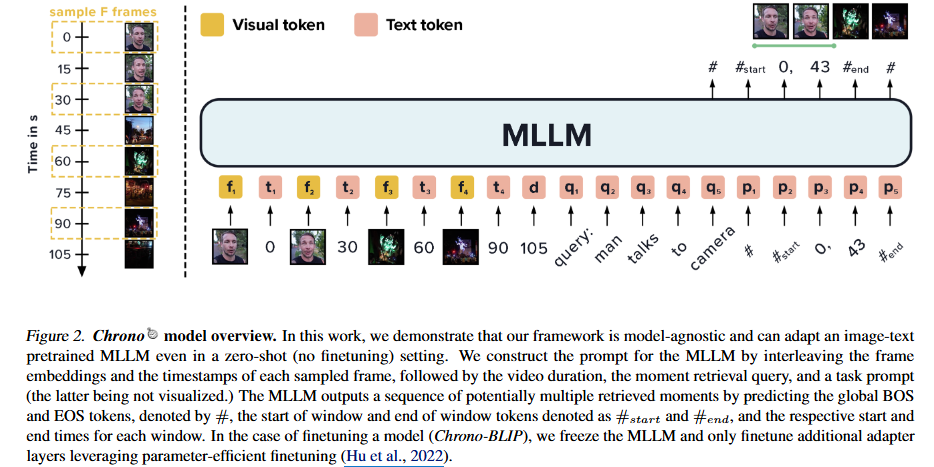 sample F frames
Time in s
0
15
30
45
60
75
90
105
Visual token
Text token
# #start 0, 43 #end #
MLLM
f1 t1 f2 t2 f3 t3 f4 t4 d q1 q2 q3 q4 q5 p1 p2 p3 p4 p5
0 30 60 90 105 query: man talks to camera # #start 0, 43 #end
Figure 2. Chrono model overview. In this work, we demonstrate that our framework is model-agnostic and can adapt an image-text
pretrained MLLM even in a zero-shot (no finetuning) setting. We construct the prompt for the MLLM by interleaving the frame
embeddings and the timestamps of each sampled frame, followed by the video duration, the moment retrieval query, and a task prompt
(the latter being not visualized.) The MLLM outputs a sequence of potentially multiple retrieved moments by predicting the global BOS
and EOS tokens, denoted by #, the start of window and end of window tokens denoted as #start and #end, and the respective start and
end times for each window. In the case of finetuning a model (Chrono-BLIP), we freeze the MLLM and only finetune additional adapter
layers leveraging parameter-efficient finetuning (Hu et al., 2022).